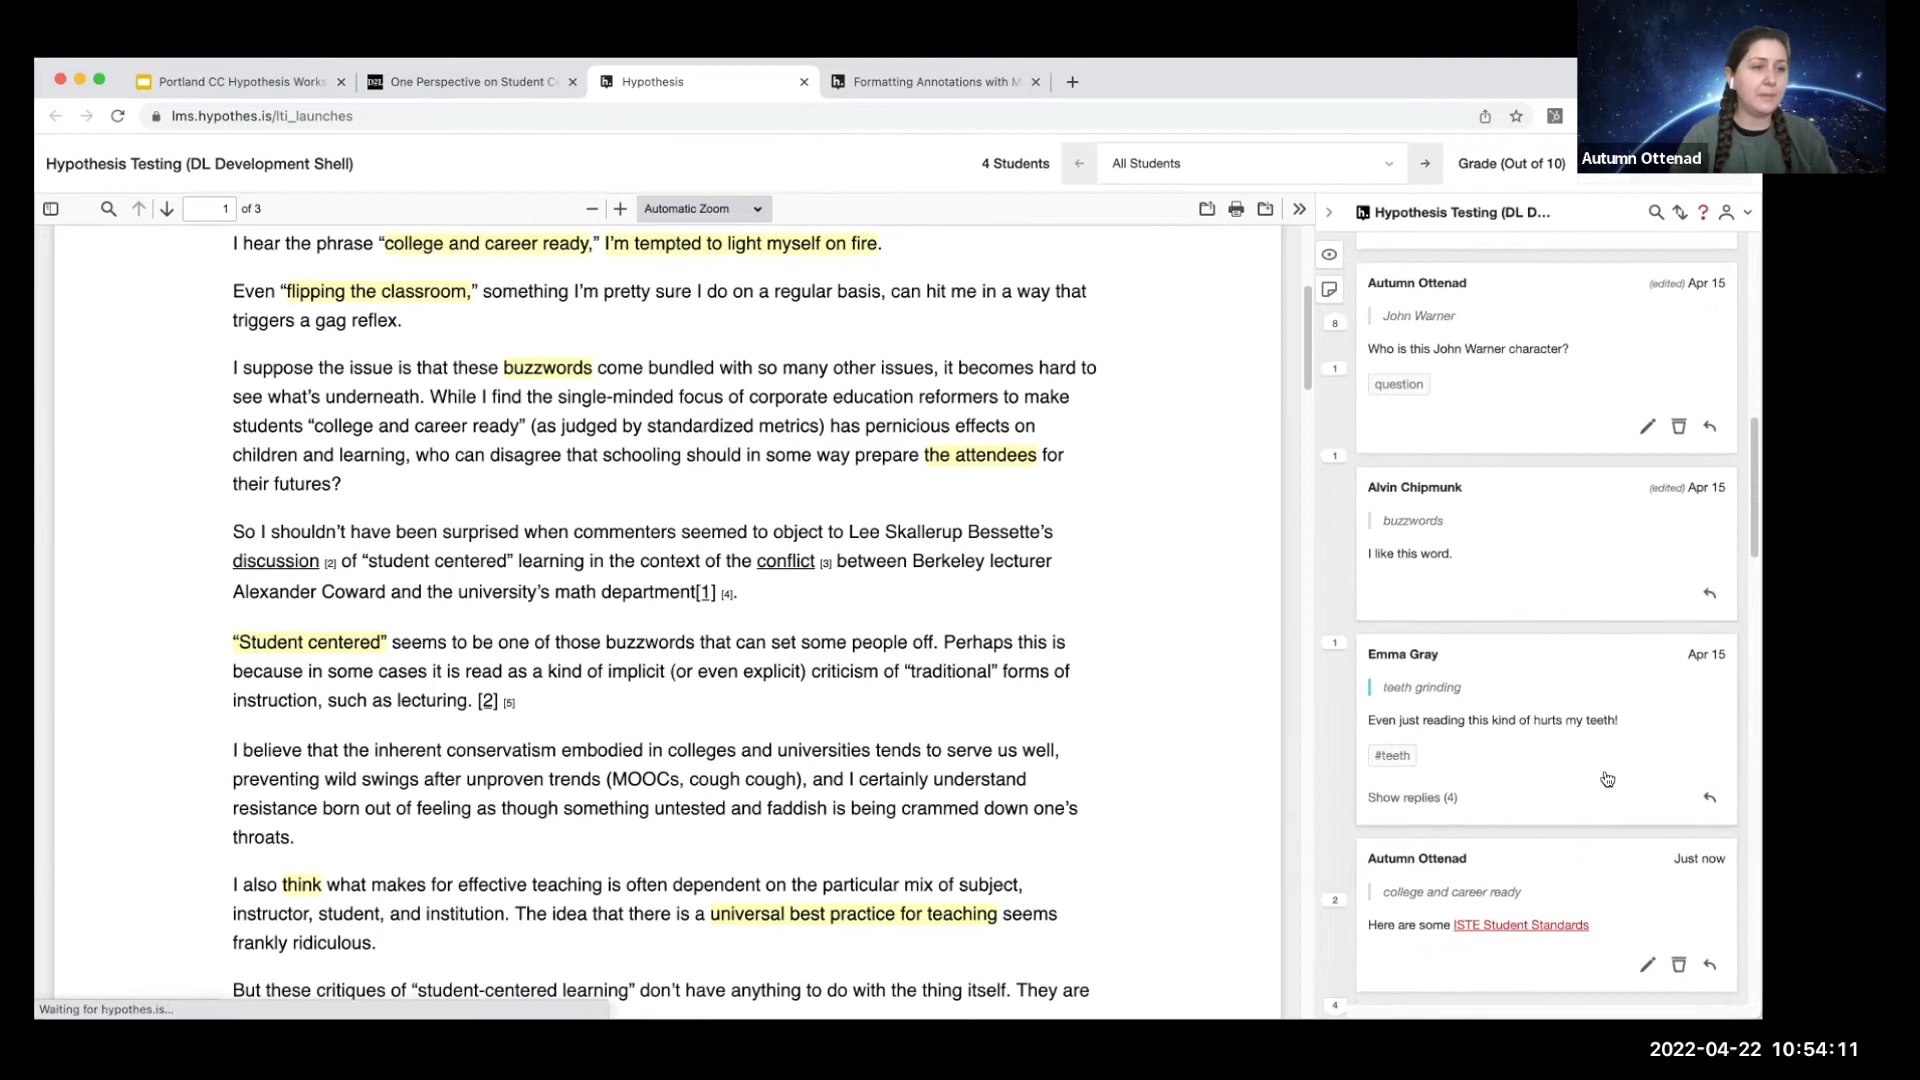 Portland CC Hypothesis Works
One Perspective on Student C
Hypothesis
Formatting Annotations with M
lms.hypothes.is/lti_launches
Autumn Ottenad
Hypothesis Testing (DL Development Shell)
4 Students
All Students
Grade (Out of 10)
1 of 3
Automatic Zoom
Hypothesis Testing (DL D...
I hear the phrase “college and career ready,” I’m tempted to light myself on fire.
Even “flipping the classroom,” something I’m pretty sure I do on a regular basis, can hit me in a way that
triggers a gag reflex.
I suppose the issue is that these buzzwords come bundled with so many other issues, it becomes hard to
see what’s underneath. While I find the single-minded focus of corporate education reformers to make
students “college and career ready” (as judged by standardized metrics) has pernicious effects on
children and learning, who can disagree that schooling should in some way prepare the attendees for
their futures?
So I shouldn’t have been surprised when commenters seemed to object to Lee Skallerup Bessette’s
discussion [2] of “student centered” learning in the context of the conflict [3] between Berkeley lecturer
Alexander Coward and the university’s math department[1] [4].
“Student centered” seems to be one of those buzzwords that can set some people off. Perhaps this is
because in some cases it is read as a kind of implicit (or even explicit) criticism of “traditional” forms of
instruction, such as lecturing. [2] [5]
I believe that the inherent conservatism embodied in colleges and universities tends to serve us well,
preventing wild swings after unproven trends (MOOCs, cough cough), and I certainly understand
resistance born out of feeling as though something untested and faddish is being crammed down one’s
throats.
I also think what makes for effective teaching is often dependent on the particular mix of subject,
instructor, student, and institution. The idea that there is a universal best practice for teaching seems
frankly ridiculous.
But these critiques of “student-centered learning” don’t have anything to do with the thing itself. They are
Waiting for hypothes.is...
8
1
1
1
2
4
Autumn Ottenad
(edited) Apr 15
John Warner
Who is this John Warner character?
question
Alvin Chipmunk
(edited) Apr 15
buzzwords
I like this word.
Emma Gray
Apr 15
teeth grinding
Even just reading this kind of hurts my teeth!
#teeth
Show replies (4)
Autumn Ottenad
Just now
college and career ready
Here are some ISTE Student Standards
2022-04-22 10:54:11